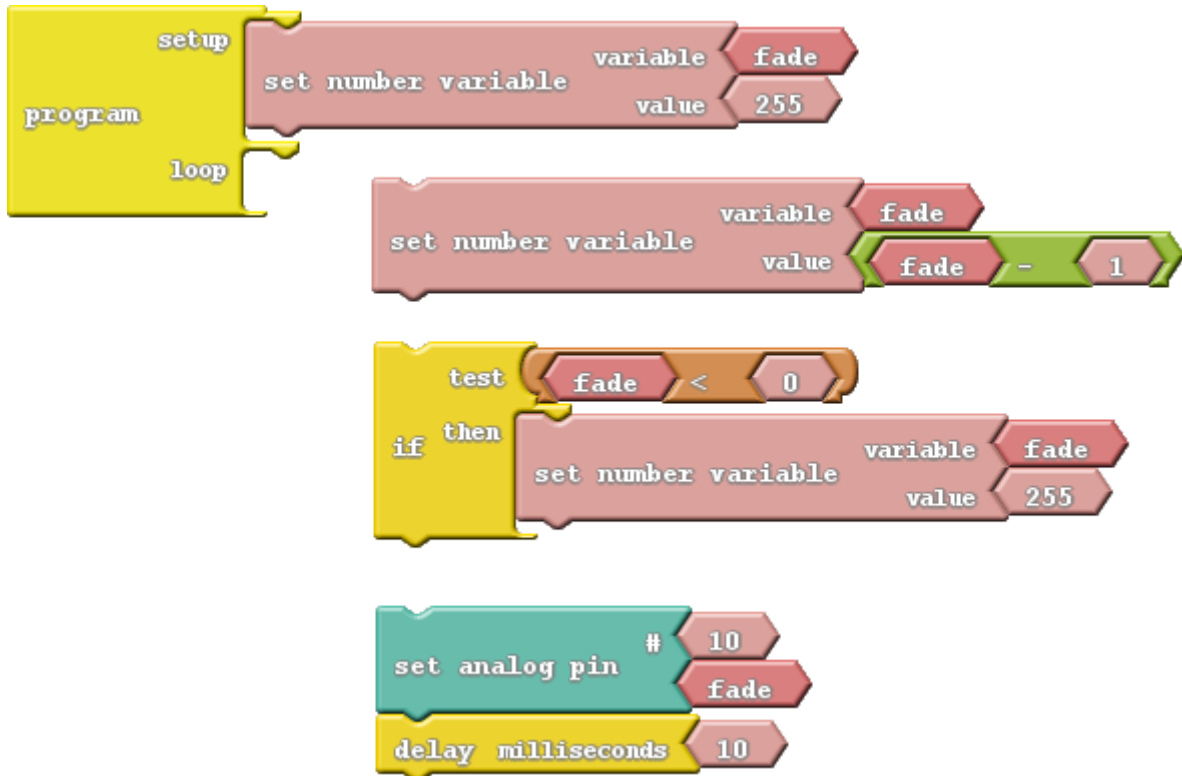 setup
set number variable
variable
fade
value
255
program
loop
set number variable
variable
fade
value
fade - 1
if
test
fade < 0
then
set number variable
variable
fade
value
255
set analog pin
# 10
fade
delay milliseconds 10